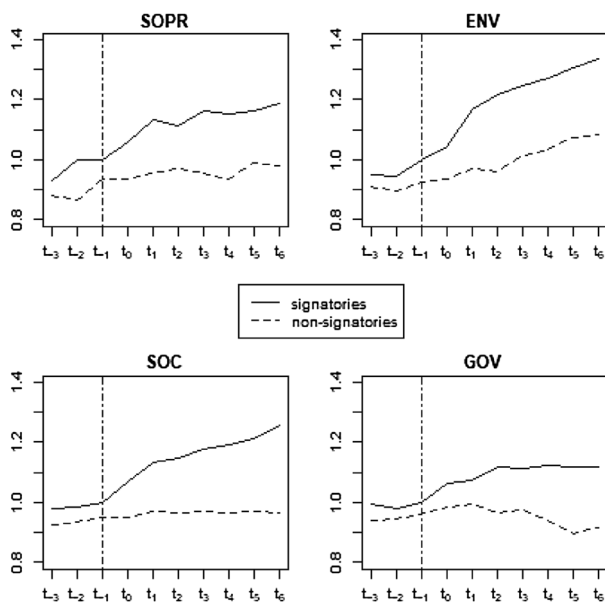 SOPR
ENV
1.4
1.2
1.0
0.8
t₋₃ t₋₂ t₋₁ t₀ t₁ t₂ t₃ t₄ t₅ t₆
1.4
1.2
1.0
0.8
t₋₃ t₋₂ t₋₁ t₀ t₁ t₂ t₃ t₄ t₅ t₆
signatories
non-signatories
SOC
GOV
1.4
1.2
1.0
0.8
t₋₃ t₋₂ t₋₁ t₀ t₁ t₂ t₃ t₄ t₅ t₆
1.4
1.2
1.0
0.8
t₋₃ t₋₂ t₋₁ t₀ t₁ t₂ t₃ t₄ t₅ t₆